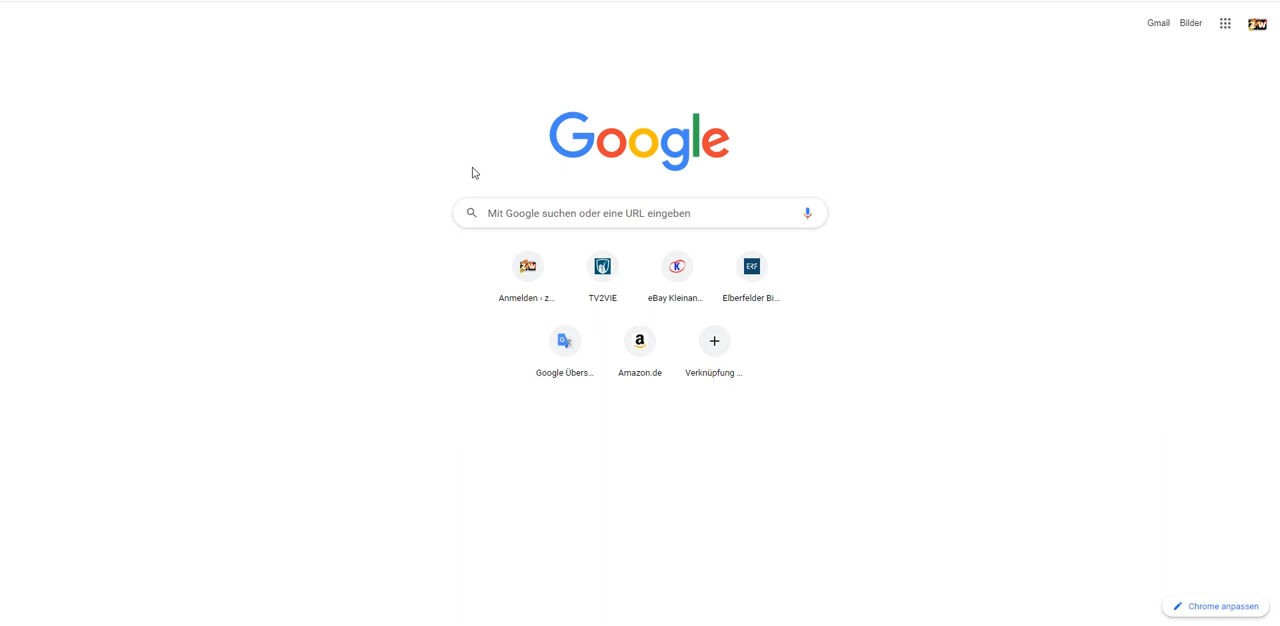 Gmail Bilder
Google
Mit Google suchen oder eine URL eingeben
Anmelden ‹ z... TV2VIE eBay Kleinan... Elberfelder Bi...
Google Übers... Amazon.de Verknüpfung ...
Chrome anpassen